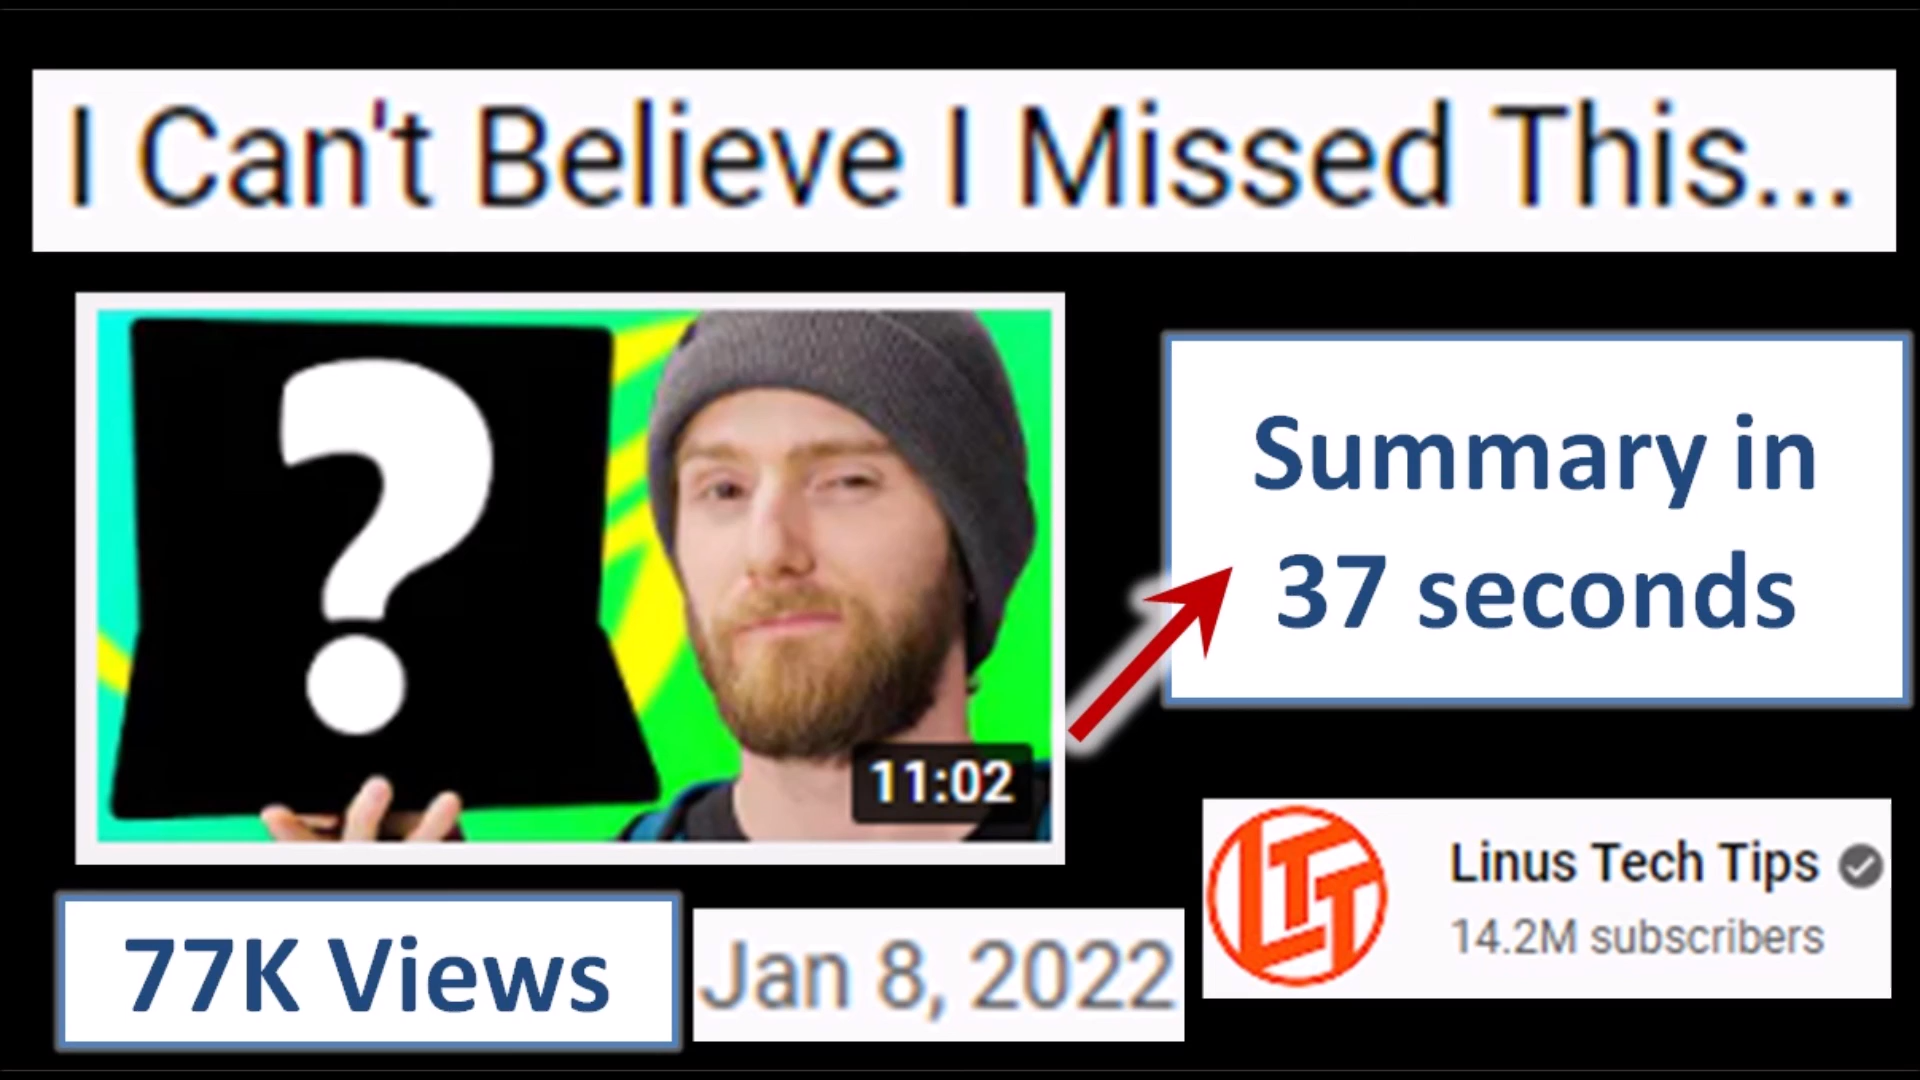 I Can't Believe I Missed This...
?
Summary in
37 seconds
11:02
LTT
Linus Tech Tips
14.2M subscribers
77K Views
Jan 8, 2022